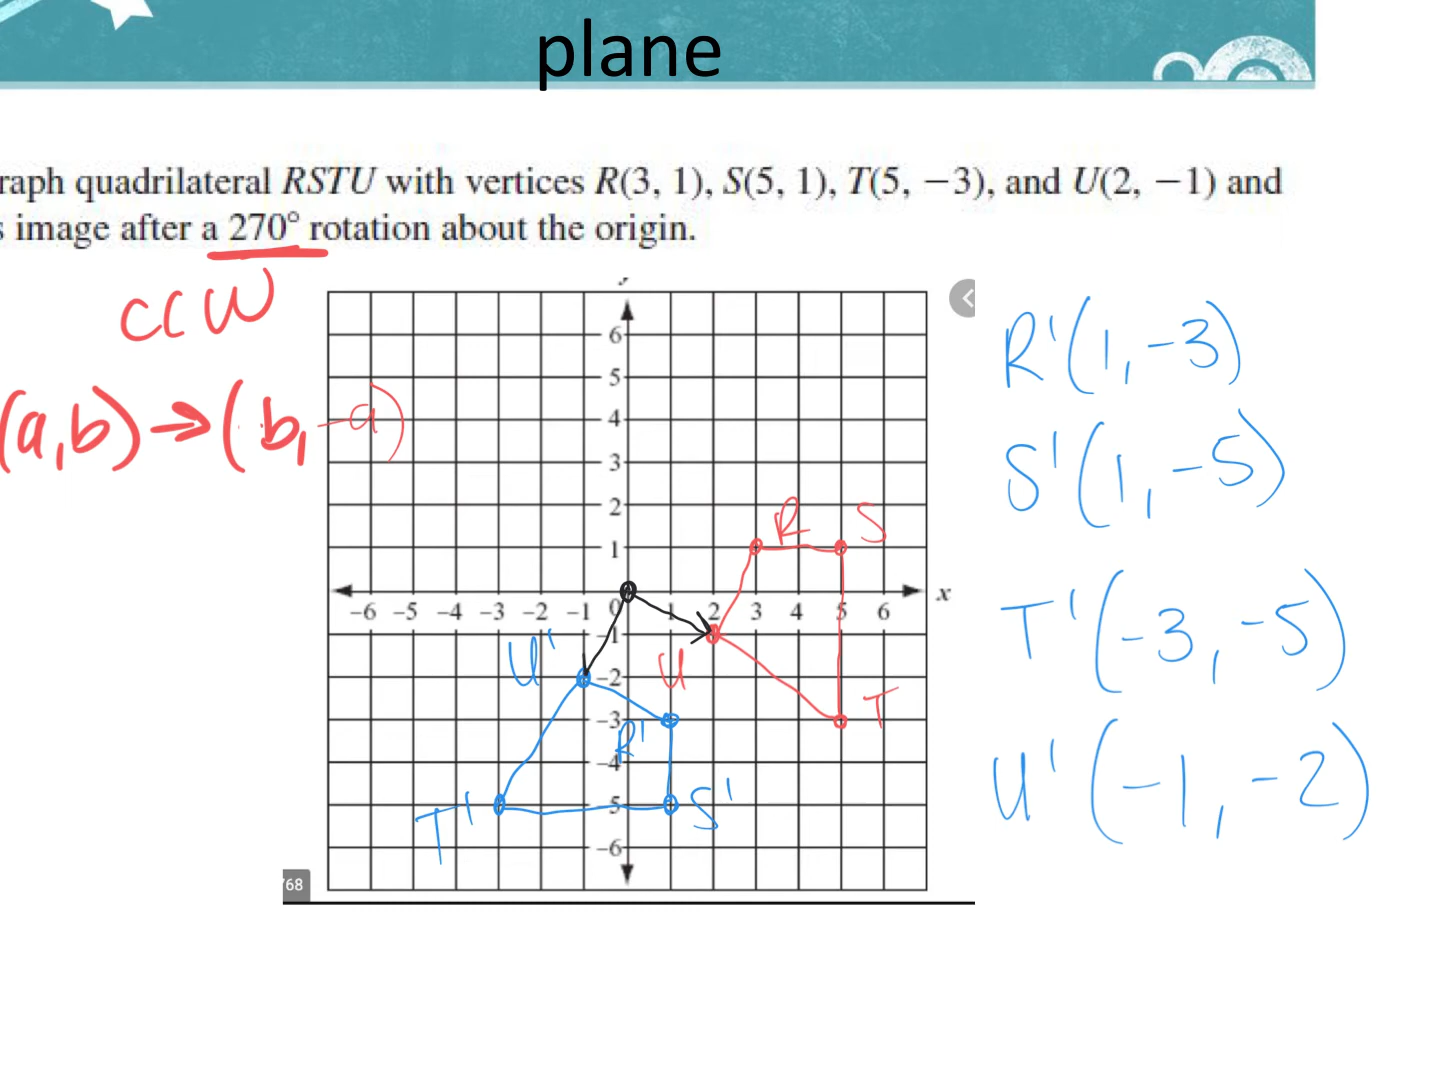 plane
raph quadrilateral RSTU with vertices R(3, 1), S(5, 1), T(5, −3), and U(2, −1) and
s image after a 270° rotation about the origin.
CCW
(a,b)→(b,-a)
R'(1,-3)
S'(1,-5)
T'(-3,-5)
U'(-1,-2)
6
5
4
3
2
1
R S
x
−6 −5 −4 −3 −2 −1 0 1 2 3 4 5 6
−1
U' −2 U
−3 T
R'
−4
T' −5 S'
−6
68